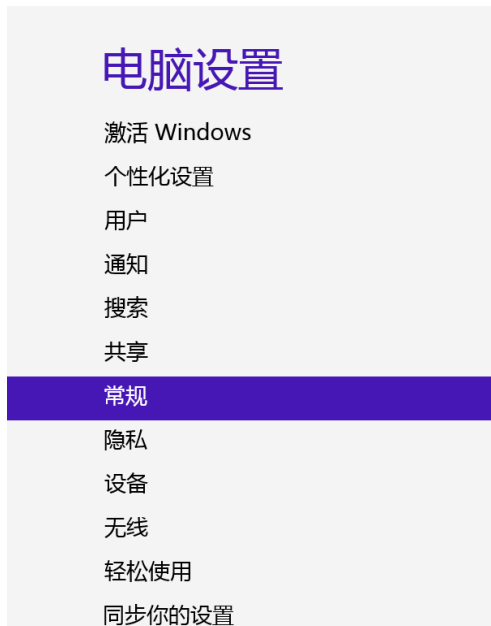 电脑设置
激活 Windows
个性化设置
用户
通知
搜索
共享
常规
隐私
设备
无线
轻松使用
同步你的设置